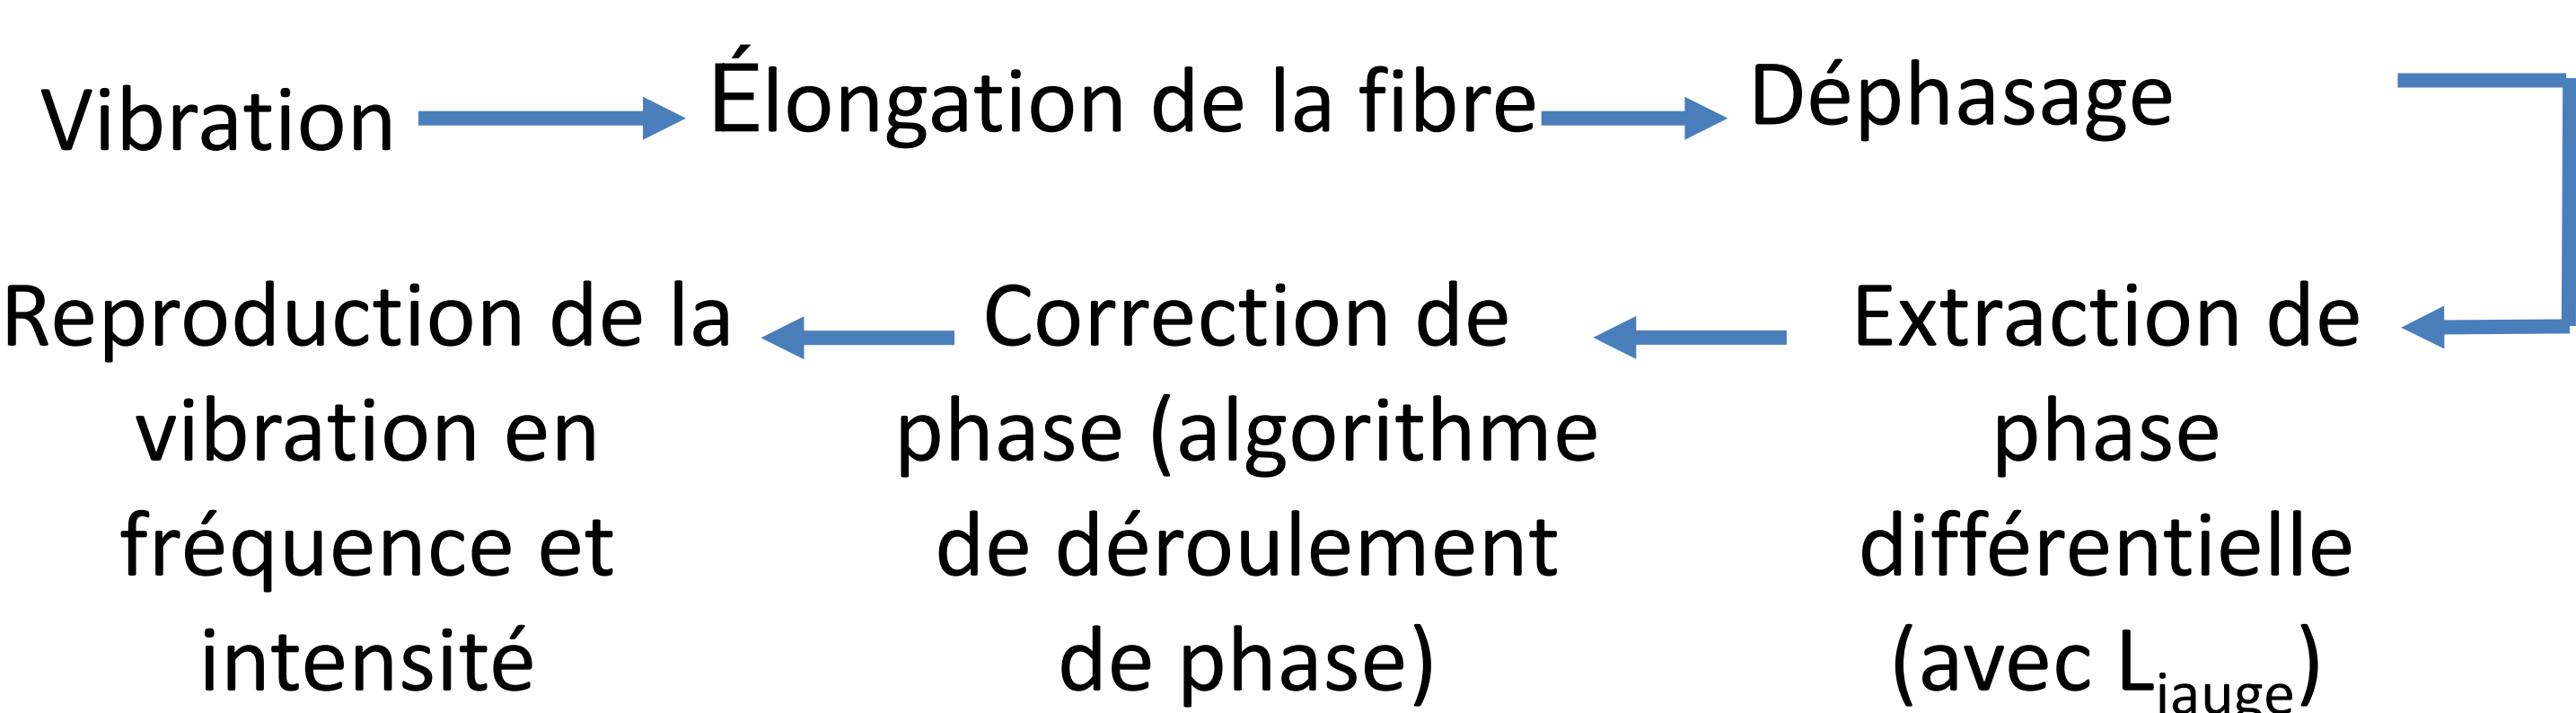 Vibration
Élongation de la fibre
Déphasage
Extraction de
phase
différentielle
(avec Ljauge)
Correction de
phase (algorithme
de déroulement
de phase)
Reproduction de la
vibration en
fréquence et
intensité